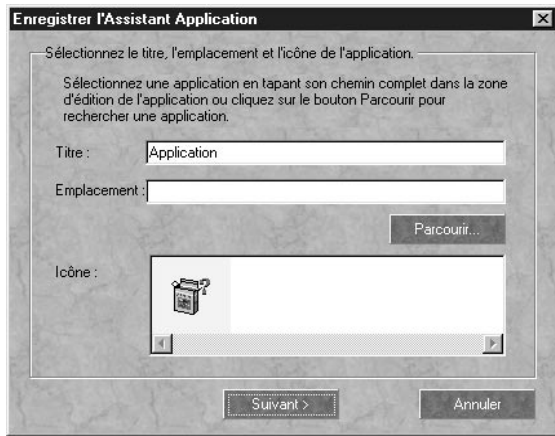 Enregistrer l'Assistant Application
Sélectionnez le titre, l'emplacement et l'icône de l'application.
Sélectionnez une application en tapant son chemin complet dans la zone
d'édition de l'application ou cliquez sur le bouton Parcourir pour
rechercher une application.
Titre :
Application
Emplacement :
Parcourir...
Icône :
?
Suivant >
Annuler